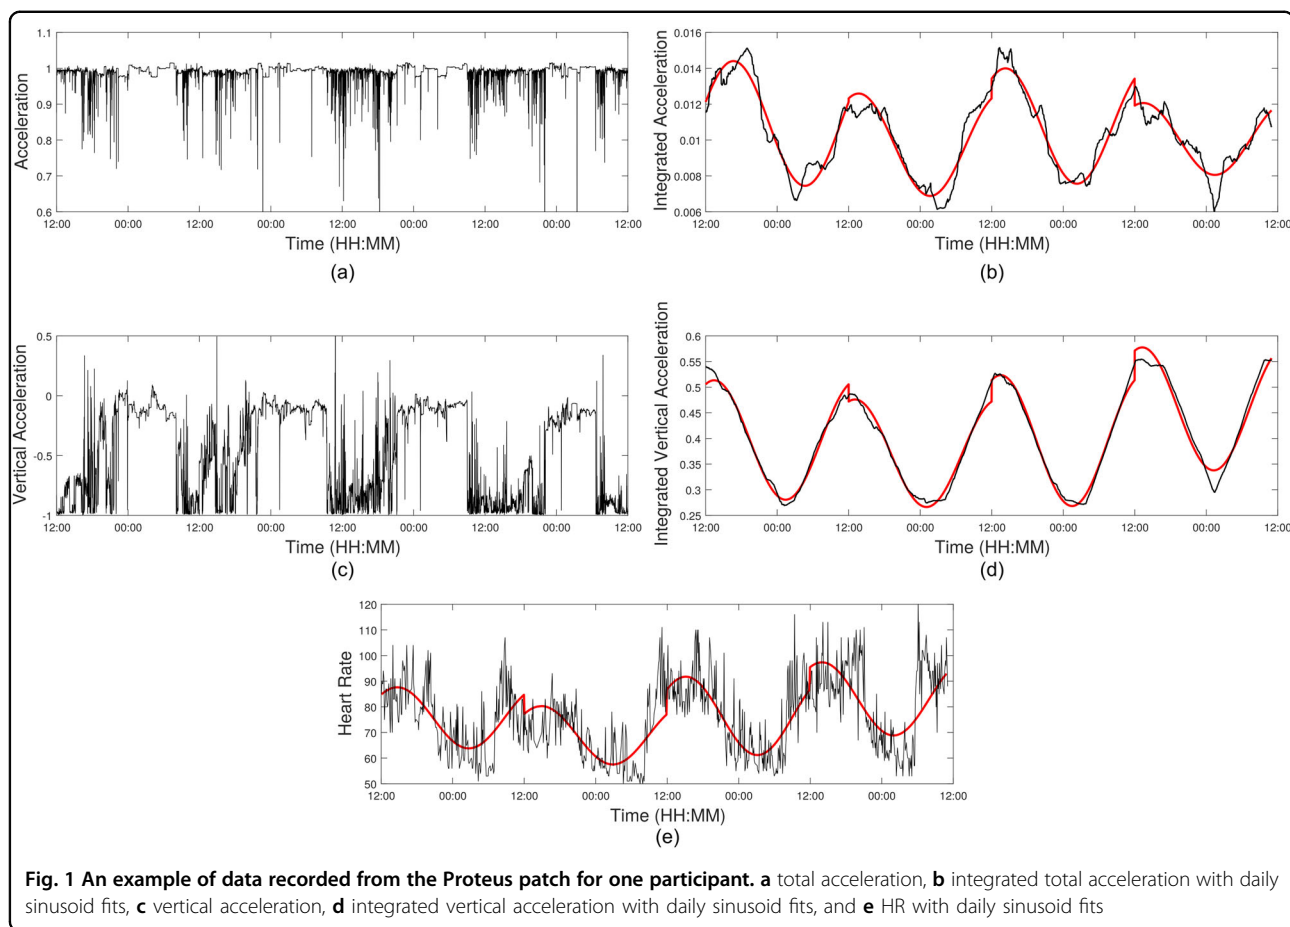 1.1
1
0.9
0.8
0.7
0.6
Acceleration
12:00 00:00 12:00 00:00 12:00 00:00 12:00 00:00 12:00
Time (HH:MM)
(a)
0.016
0.014
0.012
0.01
0.008
0.006
Integrated Acceleration
12:00 00:00 12:00 00:00 12:00 00:00 12:00 00:00 12:00
Time (HH:MM)
(b)
0.5
0
-0.5
-1
Vertical Acceleration
12:00 00:00 12:00 00:00 12:00 00:00 12:00 00:00 12:00
Time (HH:MM)
(c)
0.6
0.55
0.5
0.45
0.4
0.35
0.3
0.25
Integrated Vertical Acceleration
12:00 00:00 12:00 00:00 12:00 00:00 12:00 00:00 12:00
Time (HH:MM)
(d)
120
110
100
90
80
70
60
50
Heart Rate
12:00 00:00 12:00 00:00 12:00 00:00 12:00 00:00 12:00
Time (HH:MM)
(e)
Fig. 1 An example of data recorded from the Proteus patch for one participant. a total acceleration, b integrated total acceleration with daily
sinusoid fits, c vertical acceleration, d integrated vertical acceleration with daily sinusoid fits, and e HR with daily sinusoid fits